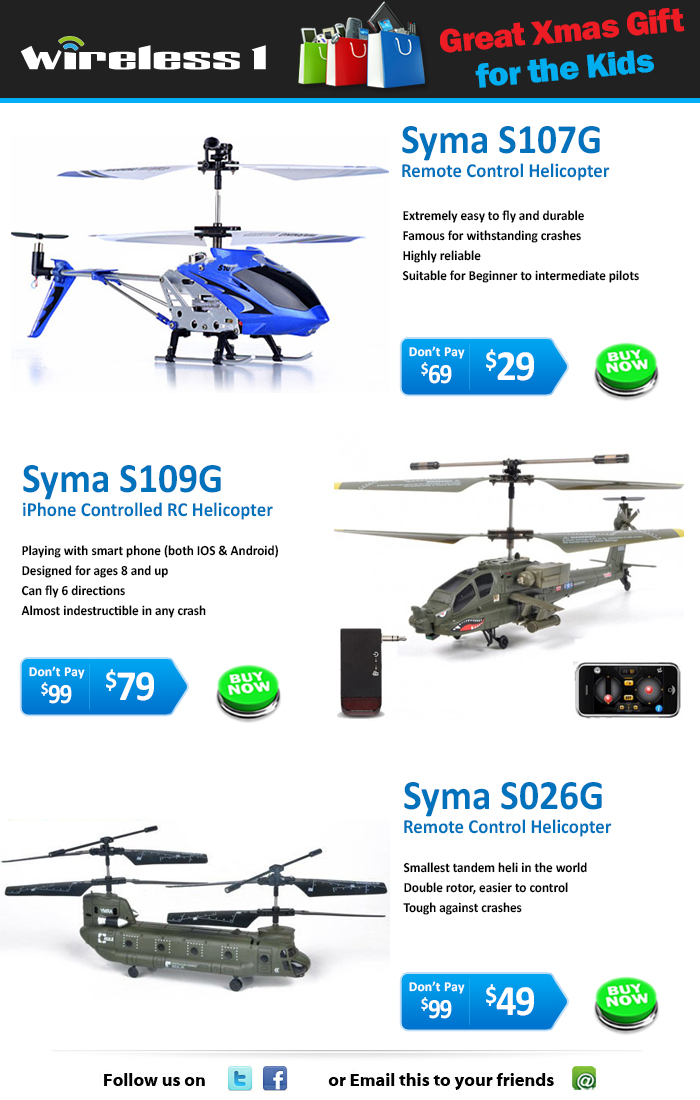 wireless 1
Great Xmas Gift
for the Kids
Syma S107G
Remote Control Helicopter
Extremely easy to fly and durable
Famous for withstanding crashes
Highly reliable
Suitable for Beginner to intermediate pilots
Don't Pay
$69
$29
BUY
NOW
Syma S109G
iPhone Controlled RC Helicopter
Playing with smart phone (both IOS & Android)
Designed for ages 8 and up
Can fly 6 directions
Almost indestructible in any crash
Don't Pay
$99
$79
BUY
NOW
Syma S026G
Remote Control Helicopter
Smallest tandem heli in the world
Double rotor, easier to control
Tough against crashes
Don't Pay
$99
$49
BUY
NOW
Follow us on
or Email this to your friends